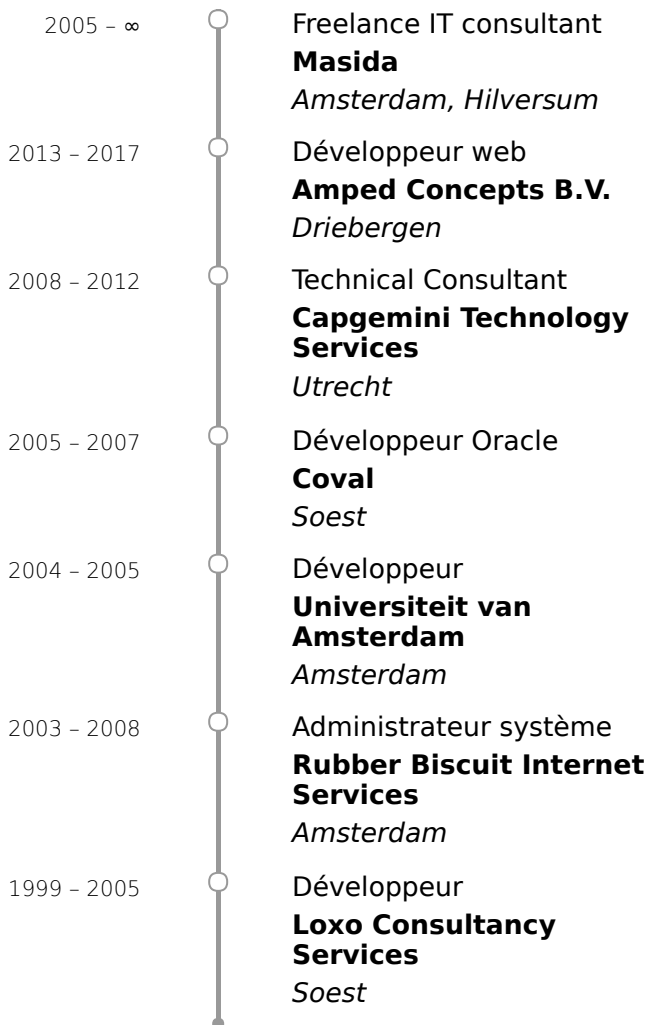 2005 – ∞
Freelance IT consultant
Masida
Amsterdam, Hilversum
2013 – 2017
Développeur web
Amped Concepts B.V.
Driebergen
2008 – 2012
Technical Consultant
Capgemini Technology
Services
Utrecht
2005 – 2007
Développeur Oracle
Coval
Soest
2004 – 2005
Développeur
Universiteit van
Amsterdam
Amsterdam
2003 – 2008
Administrateur système
Rubber Biscuit Internet
Services
Amsterdam
1999 – 2005
Développeur
Loxo Consultancy
Services
Soest